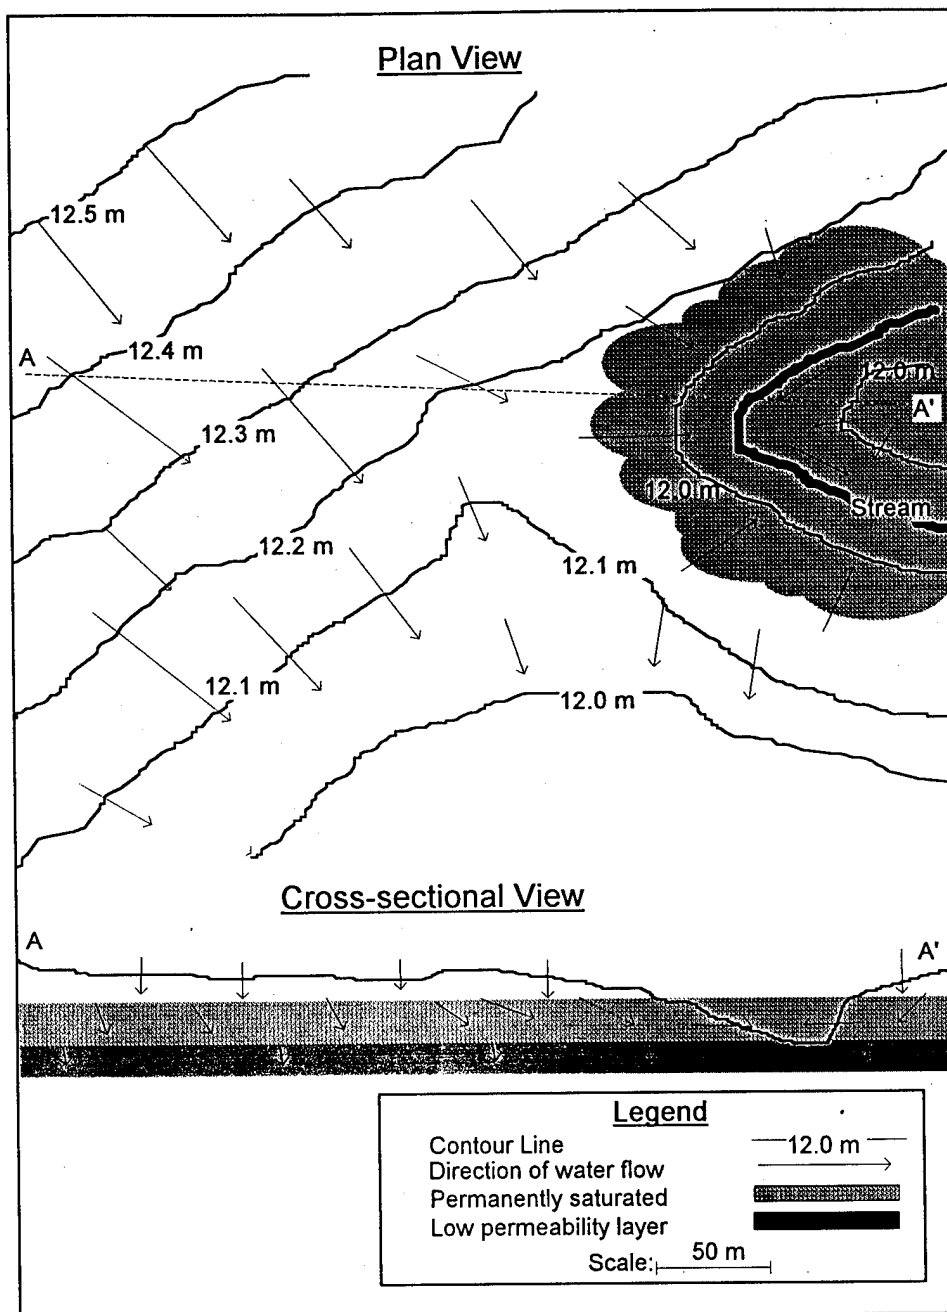 Plan View
12.5 m
12.4 m
A
12.0 m
A'
12.3 m
12.0 m
Stream
12.2 m
12.1 m
12.1 m
12.0 m
Cross-sectional View
A
A'
Legend
Contour Line
12.0 m
Direction of water flow
Permanently saturated
Low permeability layer
Scale:
50 m